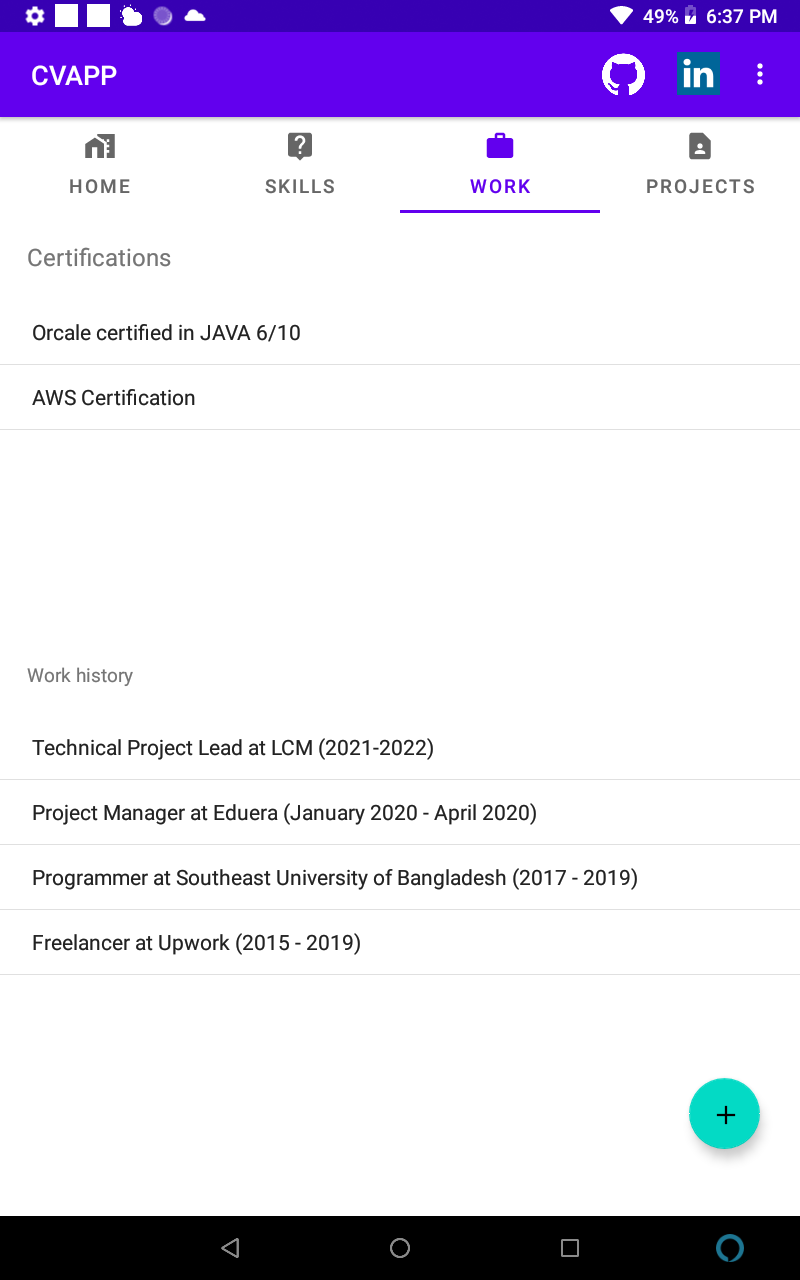 49% 6:37 PM
CVAPP
in
HOME SKILLS WORK PROJECTS
Certifications
Orcale certified in JAVA 6/10
AWS Certification
Work history
Technical Project Lead at LCM (2021-2022)
Project Manager at Eduera (January 2020 - April 2020)
Programmer at Southeast University of Bangladesh (2017 - 2019)
Freelancer at Upwork (2015 - 2019)